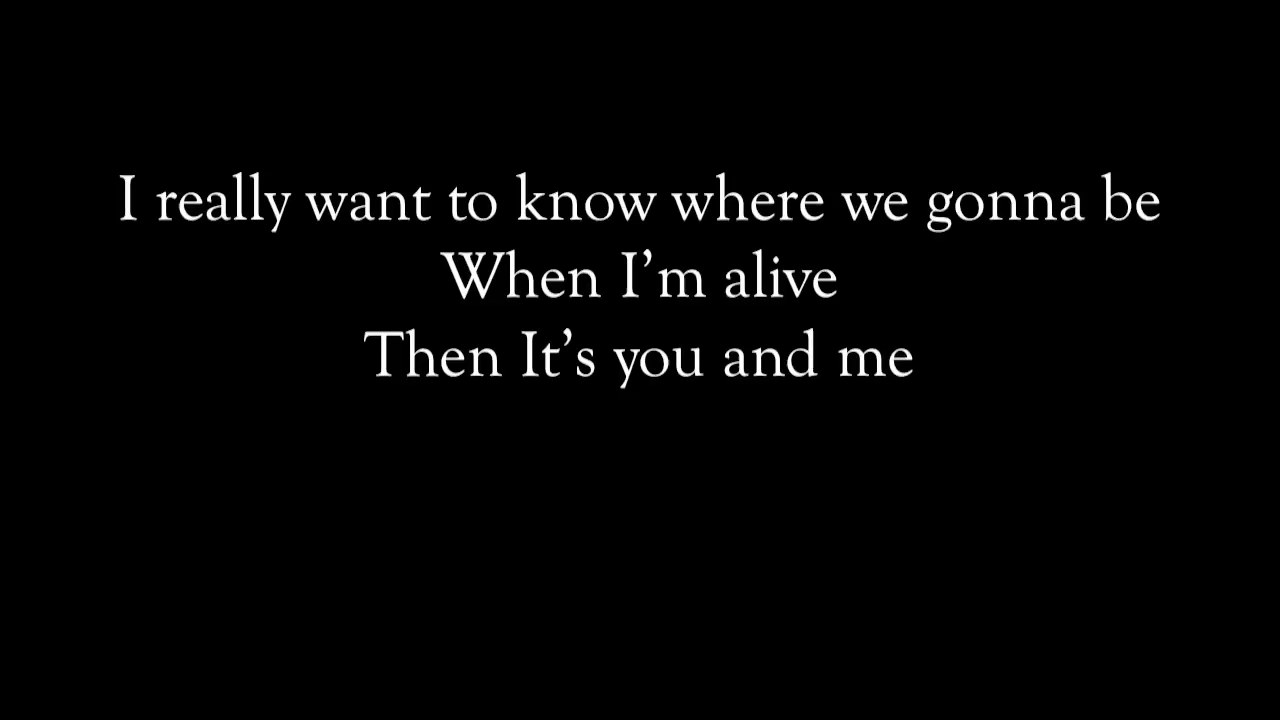 I really want to know where we gonna be
When I’m alive
Then It’s you and me